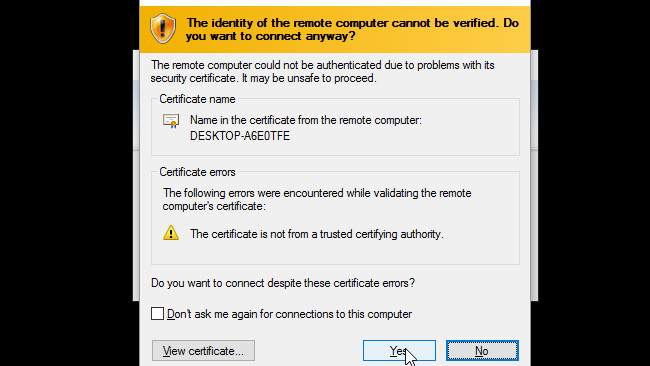 The identity of the remote computer cannot be verified. Do
you want to connect anyway?
The remote computer could not be authenticated due to problems with its
security certificate. It may be unsafe to proceed.
Certificate name
Name in the certificate from the remote computer:
DESKTOP-A6E0TFE
Certificate errors
The following errors were encountered while validating the remote
computer's certificate:
The certificate is not from a trusted certifying authority.
Do you want to connect despite these certificate errors?
Don't ask me again for connections to this computer
View certificate...
Yes
No